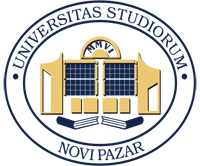 · UNIVERSITAS STUDIORUM ·
MMVI
NOVI PAZAR